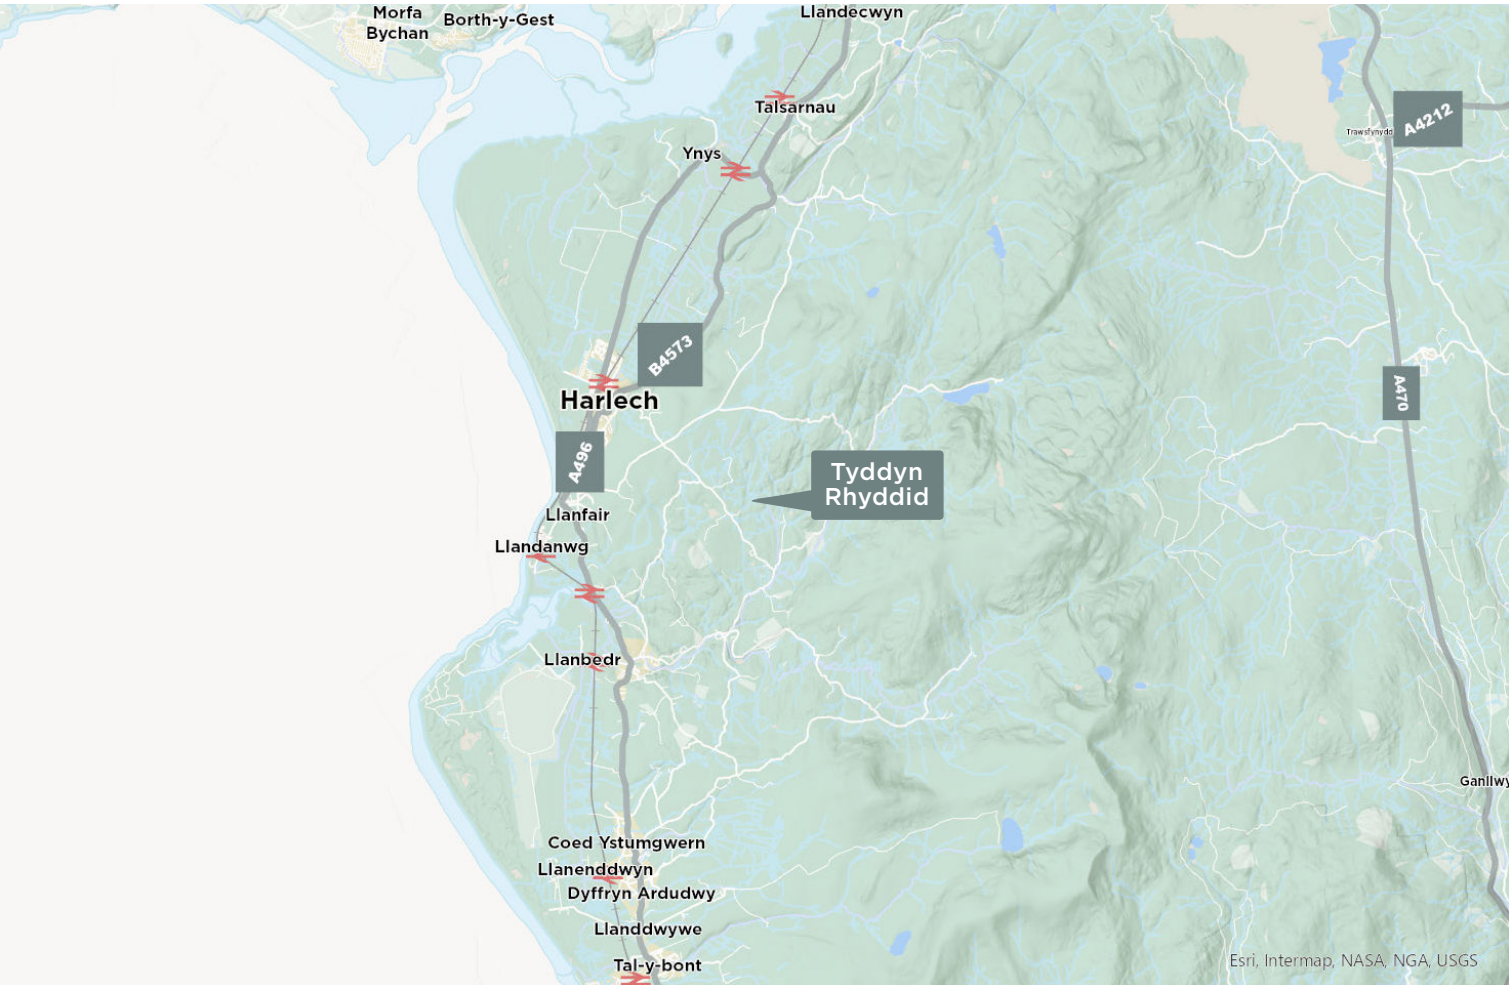 Morfa
Bychan
Borth-y-Gest
Llandecwyn
Talsarnau
A4212
Trawsfynydd
Ynys
B4573
Harlech
A470
A496
Tyddyn
Rhyddid
Llanfair
Llandanwg
Llanbedr
Ganllwy
Coed Ystumgwern
Llanenddwyn
Dyffryn Ardudwy
Llanddwywe
Tal-y-bont
Esri, Intermap, NASA, NGA, USGS